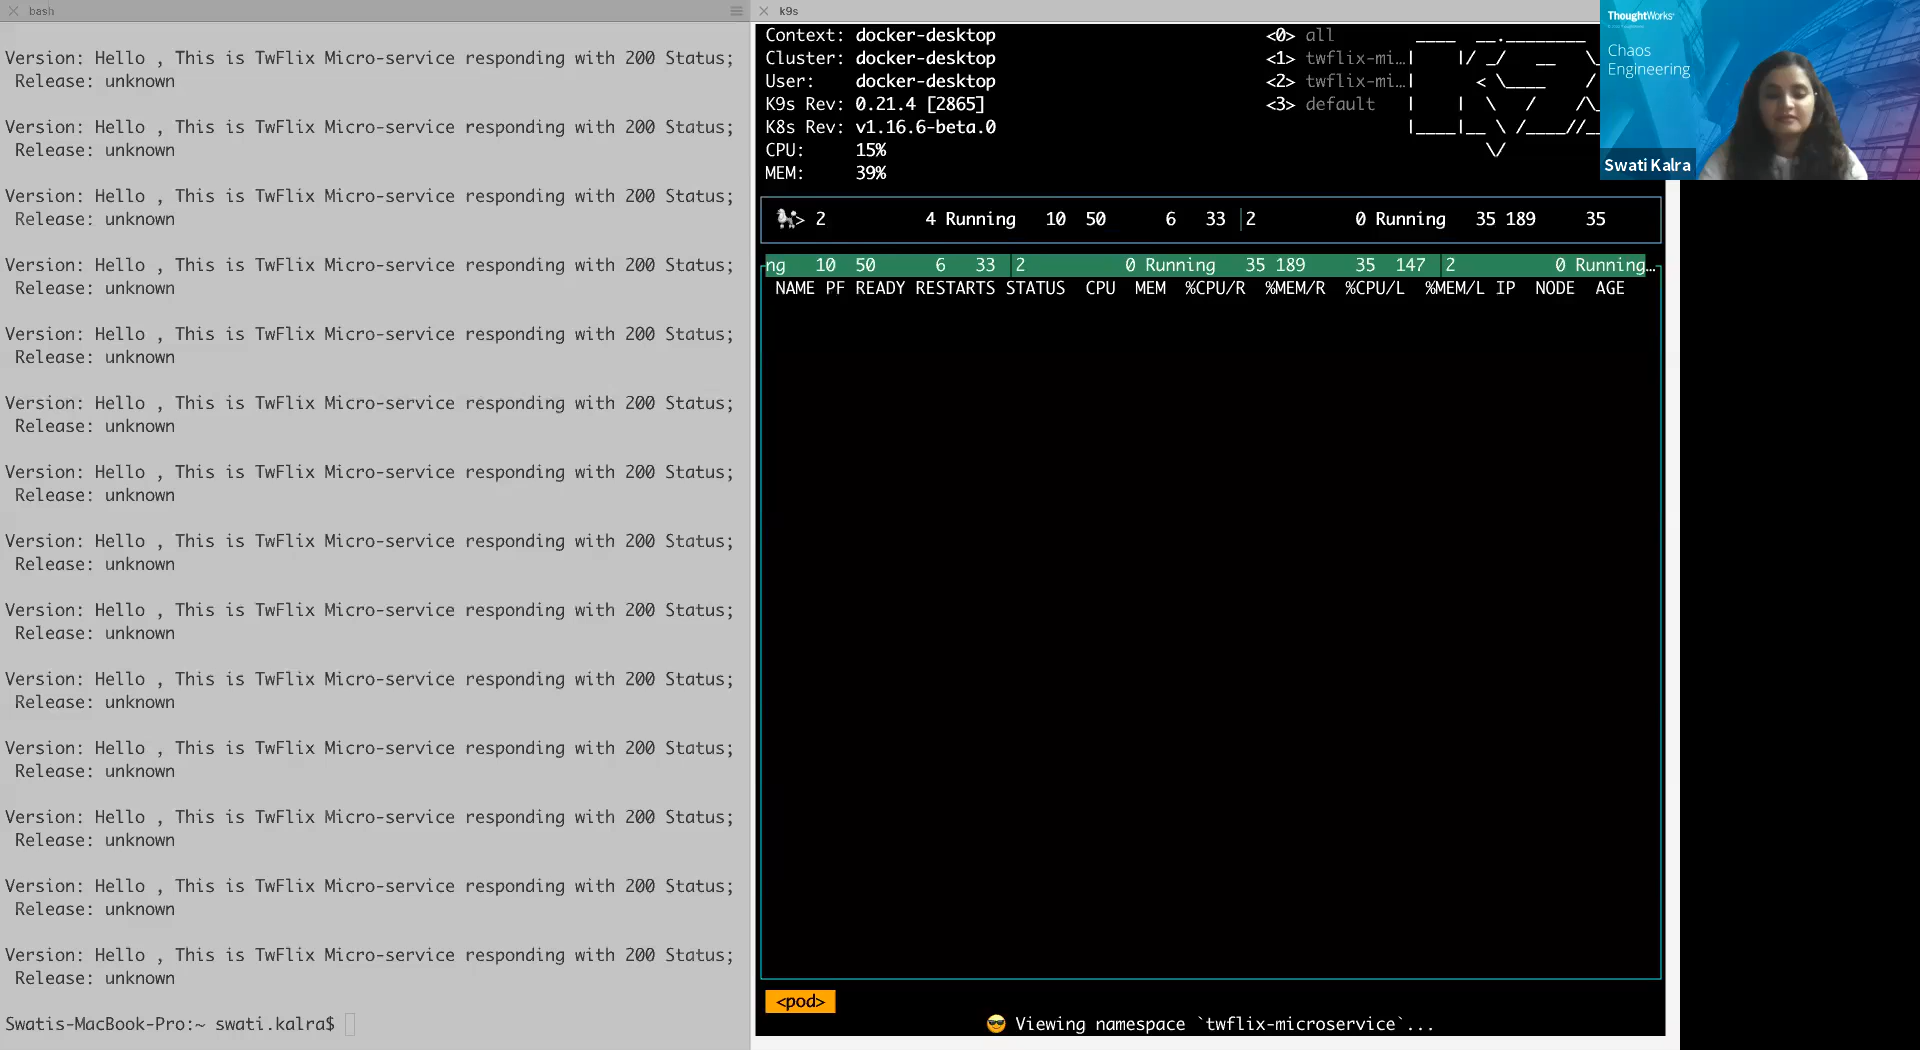 bash
Version: Hello , This is TwFlix Micro-service responding with 200 Status;
Release: unknown
Version: Hello , This is TwFlix Micro-service responding with 200 Status;
Release: unknown
Version: Hello , This is TwFlix Micro-service responding with 200 Status;
Release: unknown
Version: Hello , This is TwFlix Micro-service responding with 200 Status;
Release: unknown
Version: Hello , This is TwFlix Micro-service responding with 200 Status;
Release: unknown
Version: Hello , This is TwFlix Micro-service responding with 200 Status;
Release: unknown
Version: Hello , This is TwFlix Micro-service responding with 200 Status;
Release: unknown
Version: Hello , This is TwFlix Micro-service responding with 200 Status;
Release: unknown
Version: Hello , This is TwFlix Micro-service responding with 200 Status;
Release: unknown
Version: Hello , This is TwFlix Micro-service responding with 200 Status;
Release: unknown
Version: Hello , This is TwFlix Micro-service responding with 200 Status;
Release: unknown
Version: Hello , This is TwFlix Micro-service responding with 200 Status;
Release: unknown
Version: Hello , This is TwFlix Micro-service responding with 200 Status;
Release: unknown
Version: Hello , This is TwFlix Micro-service responding with 200 Status;
Release: unknown
Swatis-MacBook-Pro:~ swati.kalra$
k9s
Context: docker-desktop
Cluster: docker-desktop
User: docker-desktop
K9s Rev: 0.21.4 [2865]
K8s Rev: v1.16.6-beta.0
CPU: 15%
MEM: 39%
<0> all
<1> twflix-mi…
<2> twflix-mi…
<3> default
> 2 4 Running 10 50 6 33 │2 0 Running 35 189 35
ng 10 50 6 33 │2 0 Running 35 189 35 147 │2 0 Running…
NAME PF READY RESTARTS STATUS CPU MEM %CPU/R %MEM/R %CPU/L %MEM/L IP NODE AGE
<pod>
😎 Viewing namespace `twflix-microservice`...
ThoughtWorks
Chaos
Engineering
Swati Kalra